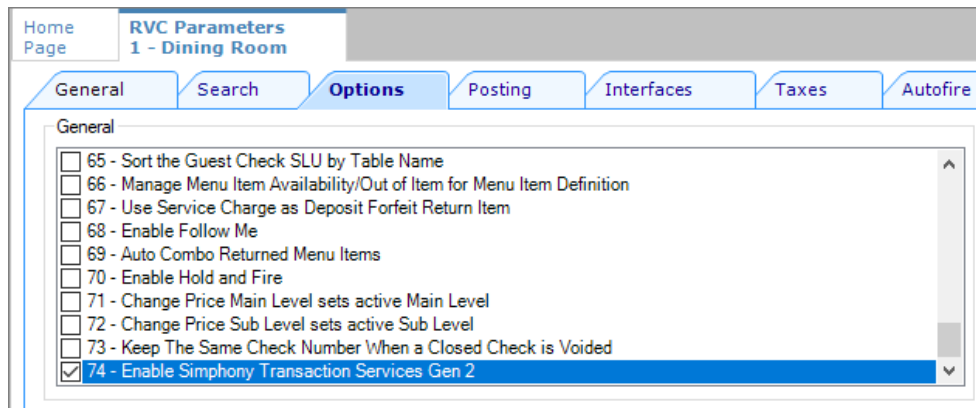 Home Page
RVC Parameters
1 - Dining Room
General
Search
Options
Posting
Interfaces
Taxes
Autofire
General
65 - Sort the Guest Check SLU by Table Name
66 - Manage Menu Item Availability/Out of Item for Menu Item Definition
67 - Use Service Charge as Deposit Forfeit Return Item
68 - Enable Follow Me
69 - Auto Combo Returned Menu Items
70 - Enable Hold and Fire
71 - Change Price Main Level sets active Main Level
72 - Change Price Sub Level sets active Sub Level
73 - Keep The Same Check Number When a Closed Check is Voided
74 - Enable Simphony Transaction Services Gen 2